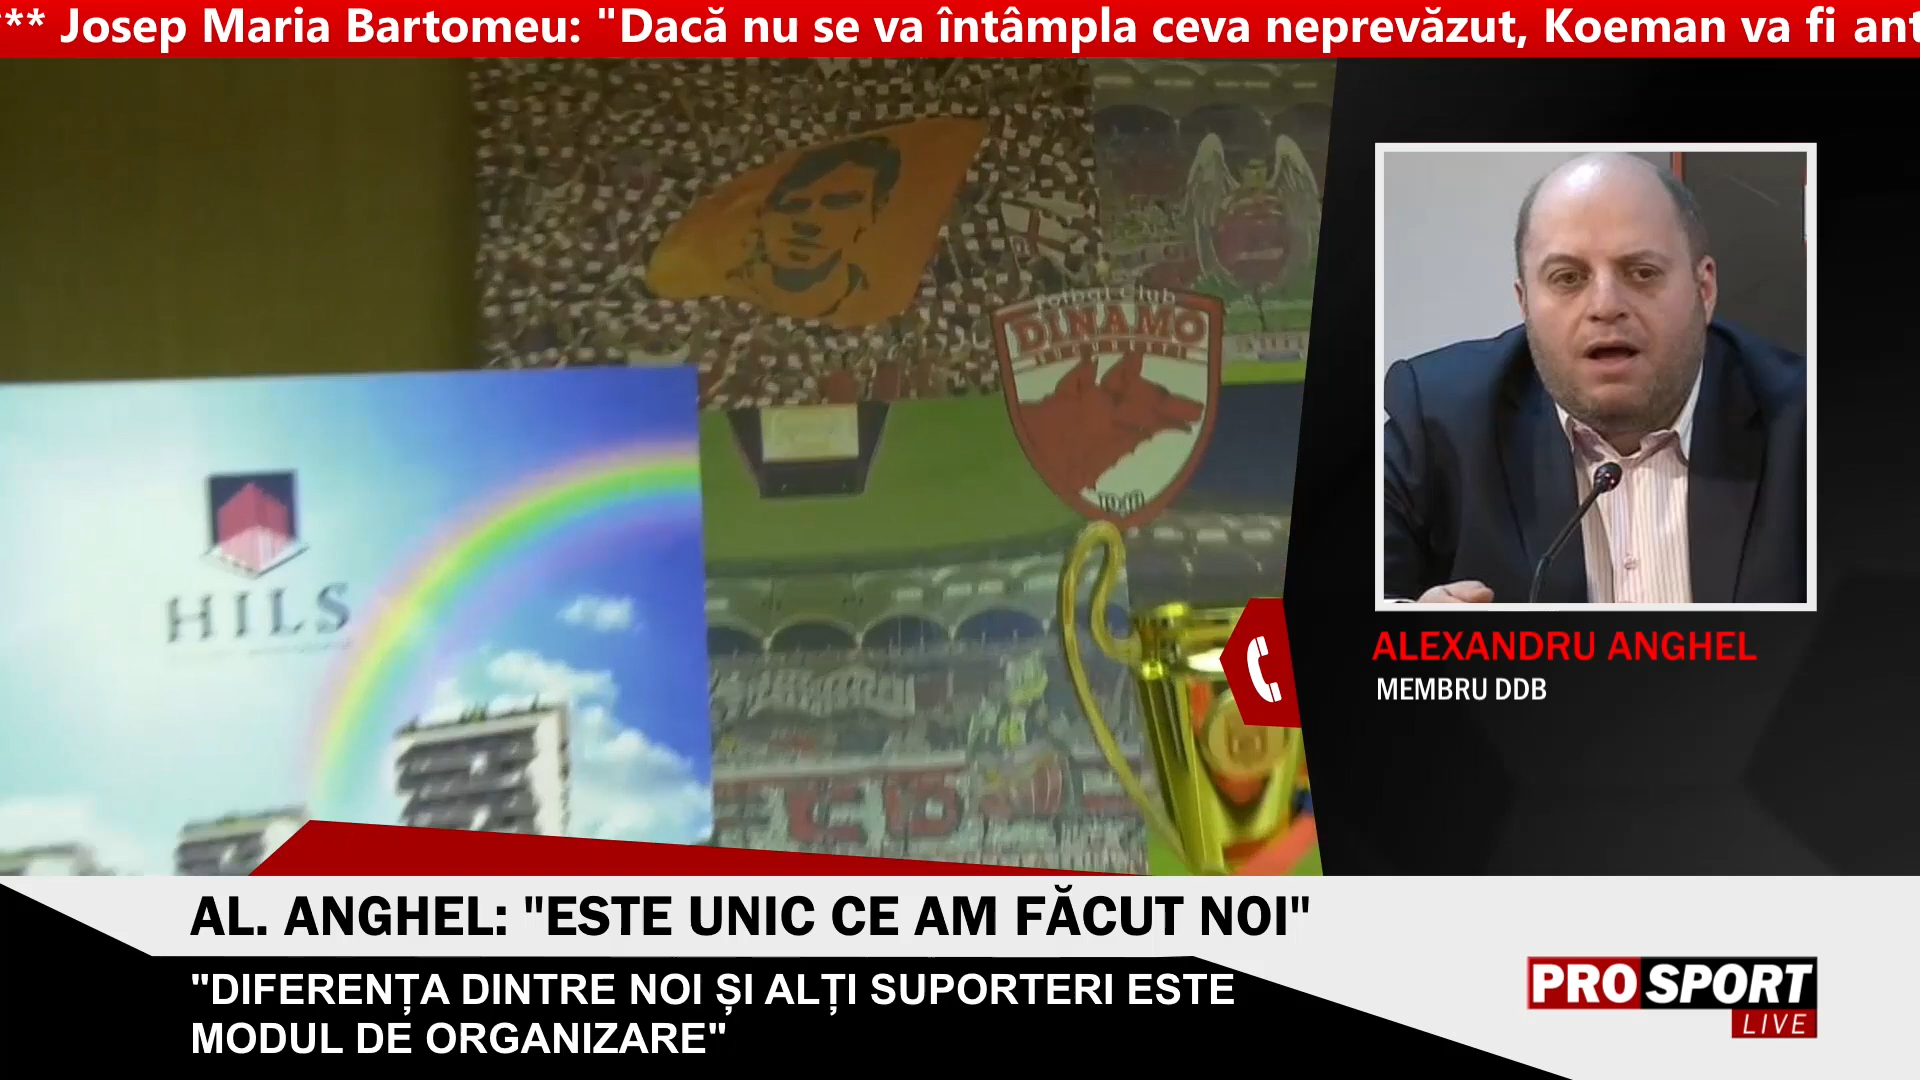 ** Josep Maria Bartomeu: "Dacă nu se va întâmpla ceva neprevăzut, Koeman va fi ant
Fotbal Club
DINAMO
HILS
ALEXANDRU ANGHEL
MEMBRU DDB
AL. ANGHEL: "ESTE UNIC CE AM FĂCUT NOI"
"DIFERENȚA DINTRE NOI ȘI ALȚI SUPORTERI ESTE
MODUL DE ORGANIZARE"
PRO SPORT
LIVE